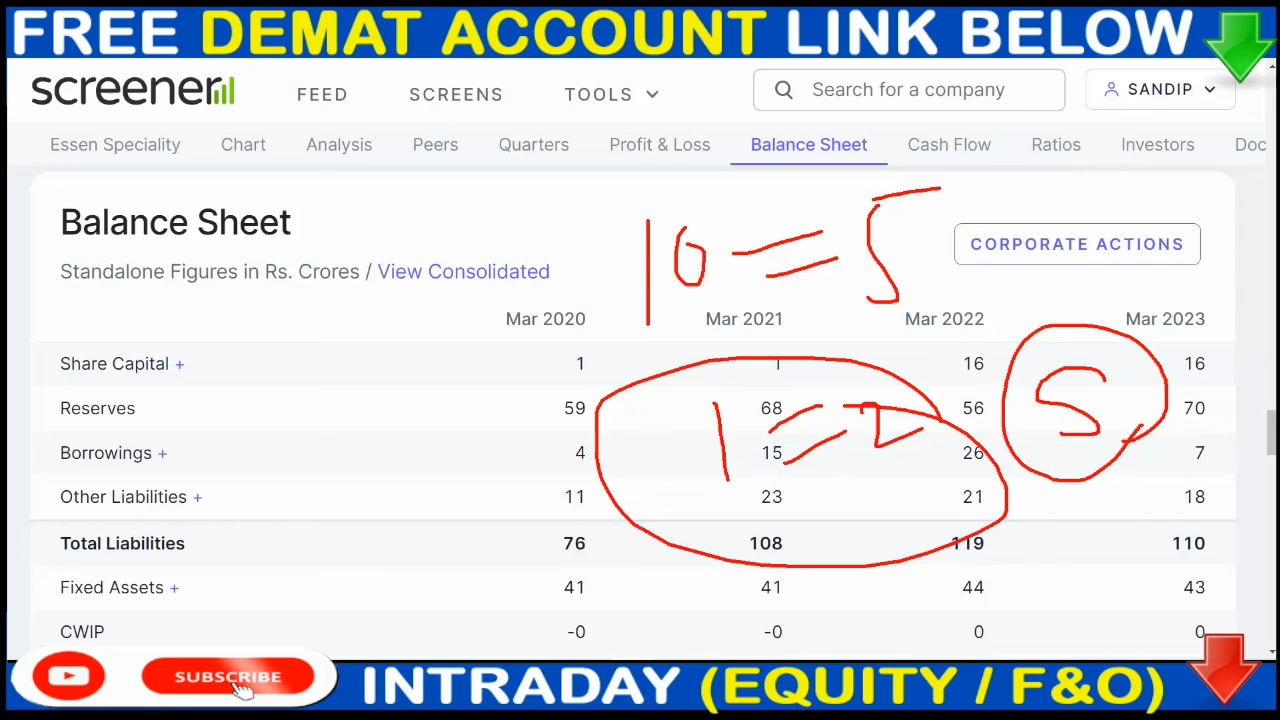 FREE DEMAT ACCOUNT LINK BELOW
screener FEED SCREENS TOOLS Search for a company SANDIP
Essen Speciality Chart Analysis Peers Quarters Profit & Loss Balance Sheet Cash Flow Ratios Investors Doc
Balance Sheet
10 = 5
CORPORATE ACTIONS
Standalone Figures in Rs. Crores / View Consolidated
Mar 2020 Mar 2021 Mar 2022 Mar 2023
Share Capital + 1 1 16 16
Reserves 59 68 56 70
1 = 2
5
Borrowings + 4 15 26 7
Other Liabilities + 11 23 21 18
Total Liabilities 76 108 119 110
Fixed Assets + 41 41 44 43
CWIP -0 -0 0 0
SUBSCRIBE
INTRADAY (EQUITY / F&O)